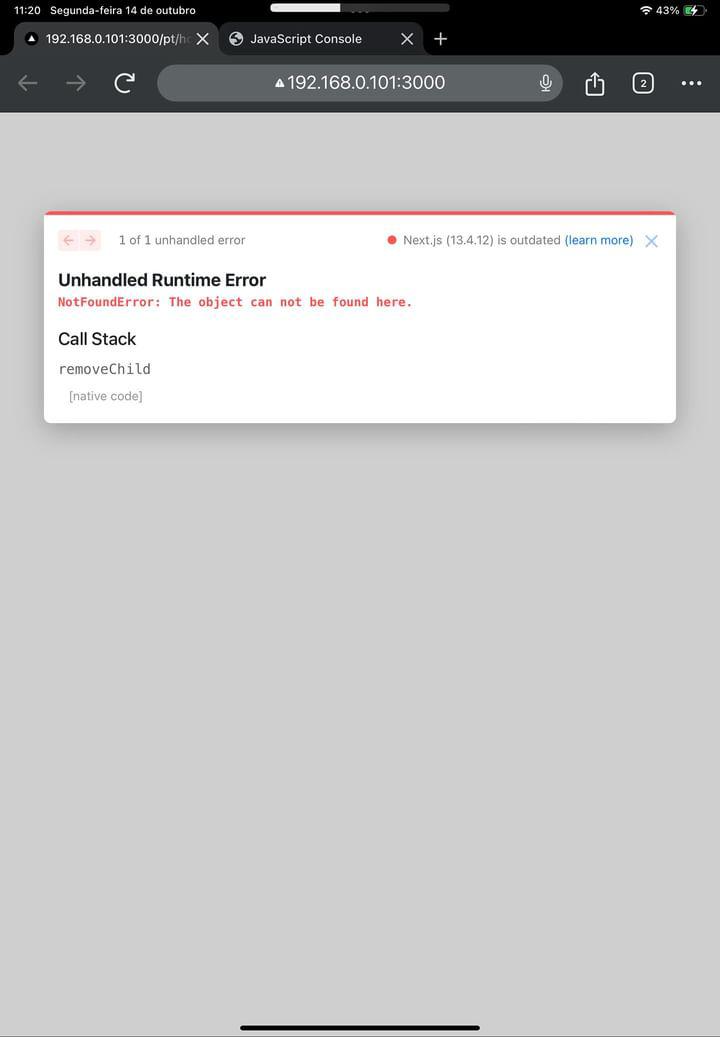 11:20 Segunda-feira 14 de outubro
43%
192.168.0.101:3000/pt/ho
JavaScript Console
192.168.0.101:3000
2
1 of 1 unhandled error
Next.js (13.4.12) is outdated (learn more)
Unhandled Runtime Error
NotFoundError: The object can not be found here.
Call Stack
removeChild
[native code]